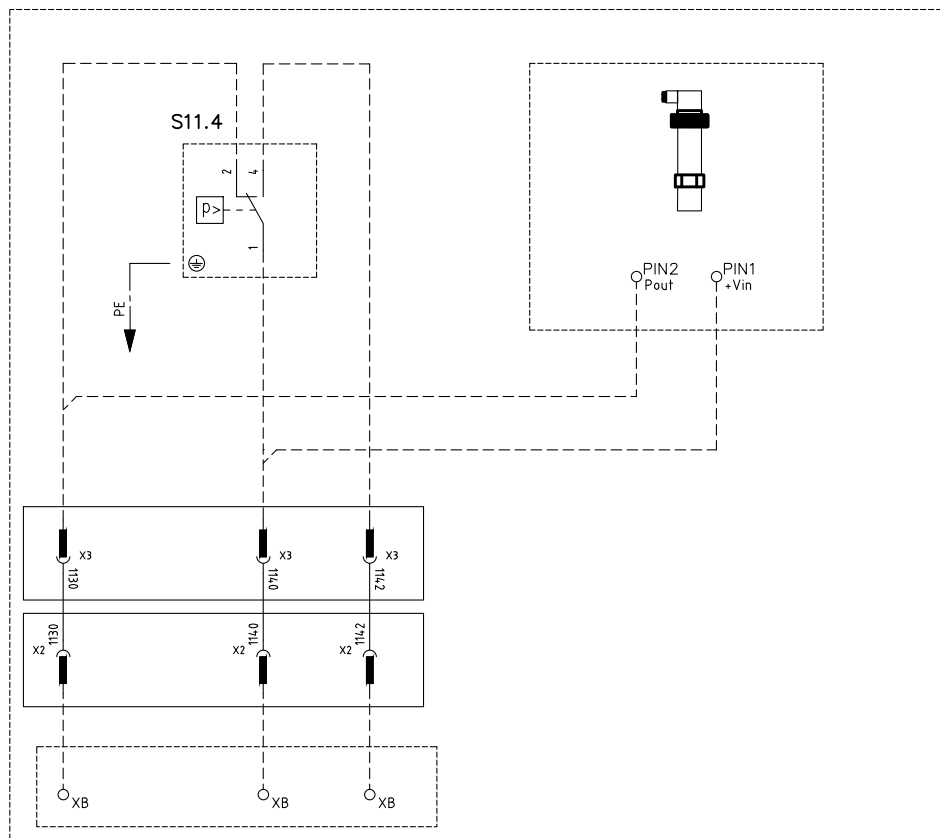 S11.4
2
4
p>
1
PE
PIN2
Pout
PIN1
+Vin
X3
X3
X3
1130
1140
1142
1130
1140
1142
X2
X2
X2
XB
XB
XB